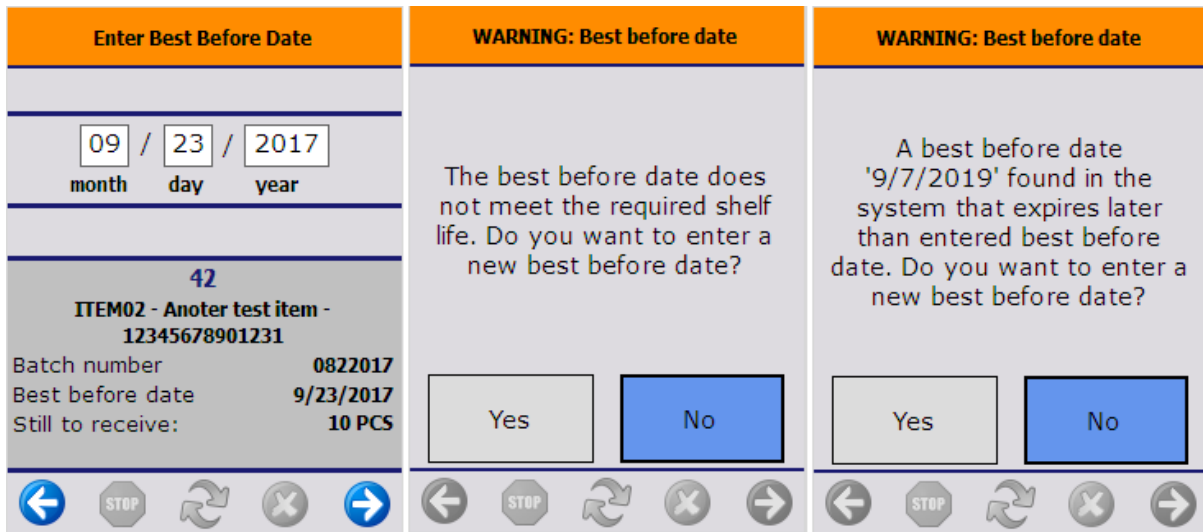 Enter Best Before Date
09 / 23 / 2017
month day year
42
ITEM02 - Anoter test item -
12345678901231
Batch number 0822017
Best before date 9/23/2017
Still to receive: 10 PCS
STOP
WARNING: Best before date
The best before date does
not meet the required shelf
life. Do you want to enter a
new best before date?
Yes No
STOP
WARNING: Best before date
A best before date
'9/7/2019' found in the
system that expires later
than entered best before
date. Do you want to enter a
new best before date?
Yes No
STOP